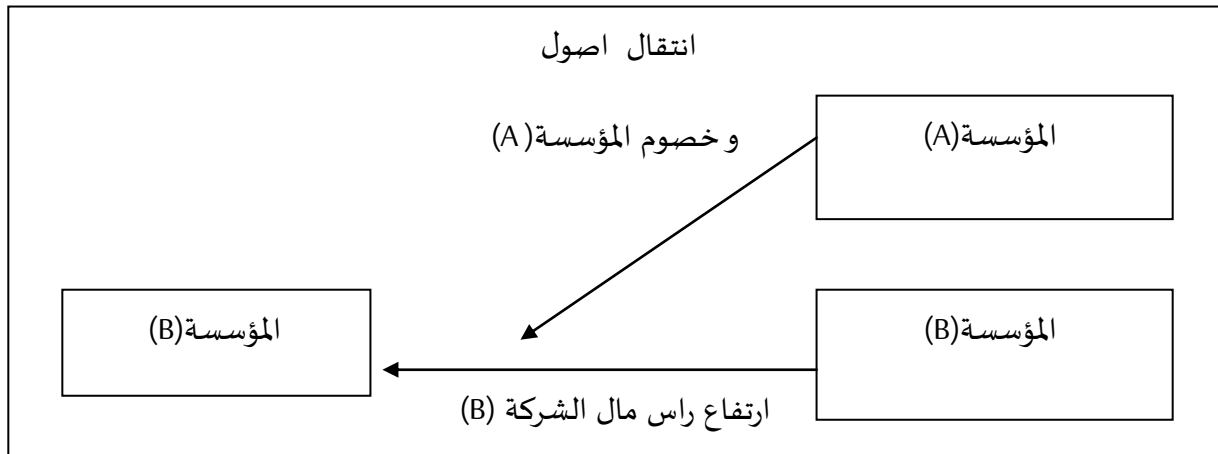 انتقال اصول
المؤسسة(A)
و خصوم المؤسسة(A)
المؤسسة(B)
المؤسسة(B)
ارتفاع راس مال الشركة (B)